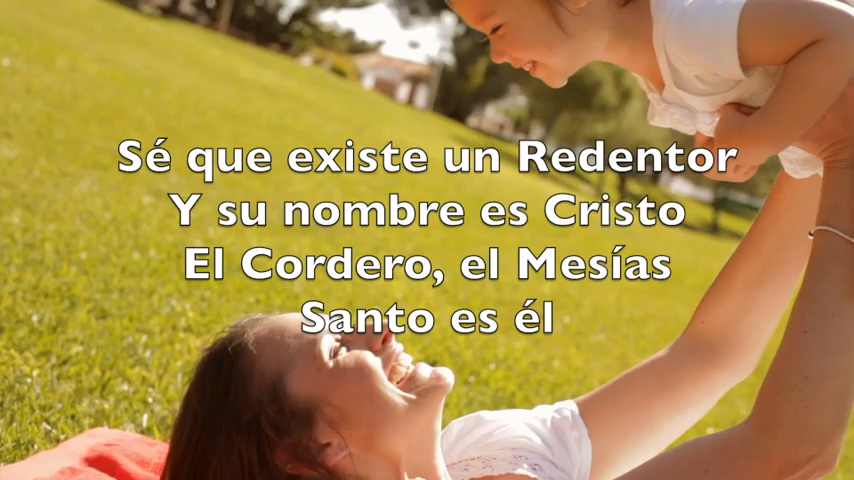 Sé que existe un Redentor
Y su nombre es Cristo
El Cordero, el Mesías
Santo es él